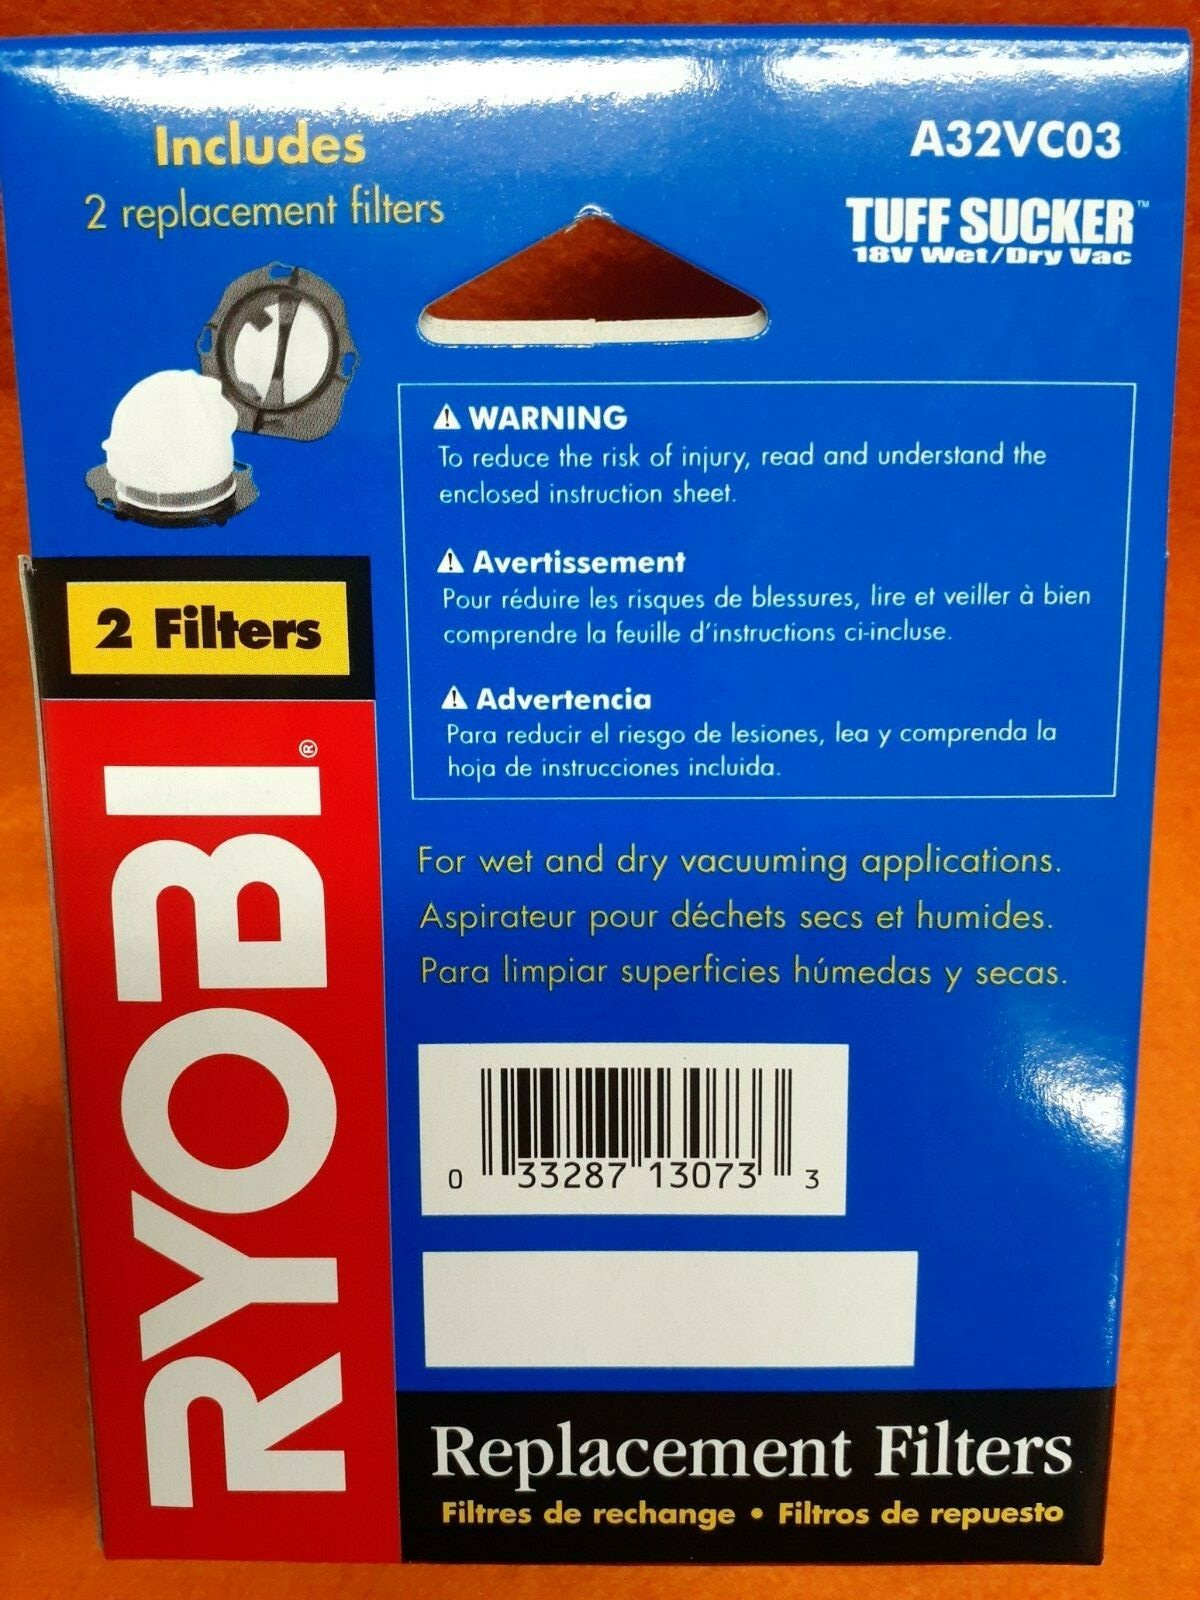 Includes
2 replacement filters
A32VC03
TUFF SUCKER™
18V Wet/Dry Vac
⚠ WARNING
To reduce the risk of injury, read and understand the
enclosed instruction sheet.
⚠ Avertissement
Pour réduire les risques de blessures, lire et veiller à bien
comprendre la feuille d'instructions ci-incluse.
⚠ Advertencia
Para reducir el riesgo de lesiones, lea y comprenda la
hoja de instrucciones incluida.
2 Filters
RYOBI®
For wet and dry vacuuming applications.
Aspirateur pour déchets secs et humides.
Para limpiar superficies húmedas y secas.
0 33287 13073 3
Replacement Filters
Filtres de rechange • Filtros de repuesto